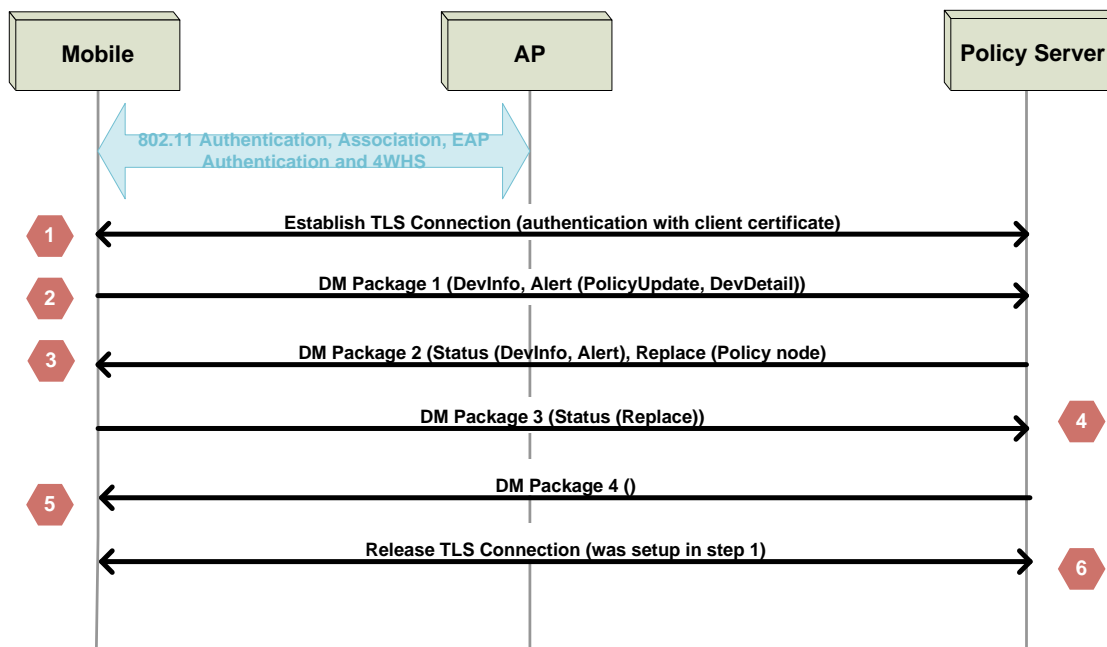 Mobile
AP
Policy Server
802.11 Authentication, Association, EAP
Authentication and 4WHS
1
Establish TLS Connection (authentication with client certificate)
2
DM Package 1 (DevInfo, Alert (PolicyUpdate, DevDetail))
3
DM Package 2 (Status (DevInfo, Alert), Replace (Policy node)
DM Package 3 (Status (Replace))
4
5
DM Package 4 ()
Release TLS Connection (was setup in step 1)
6